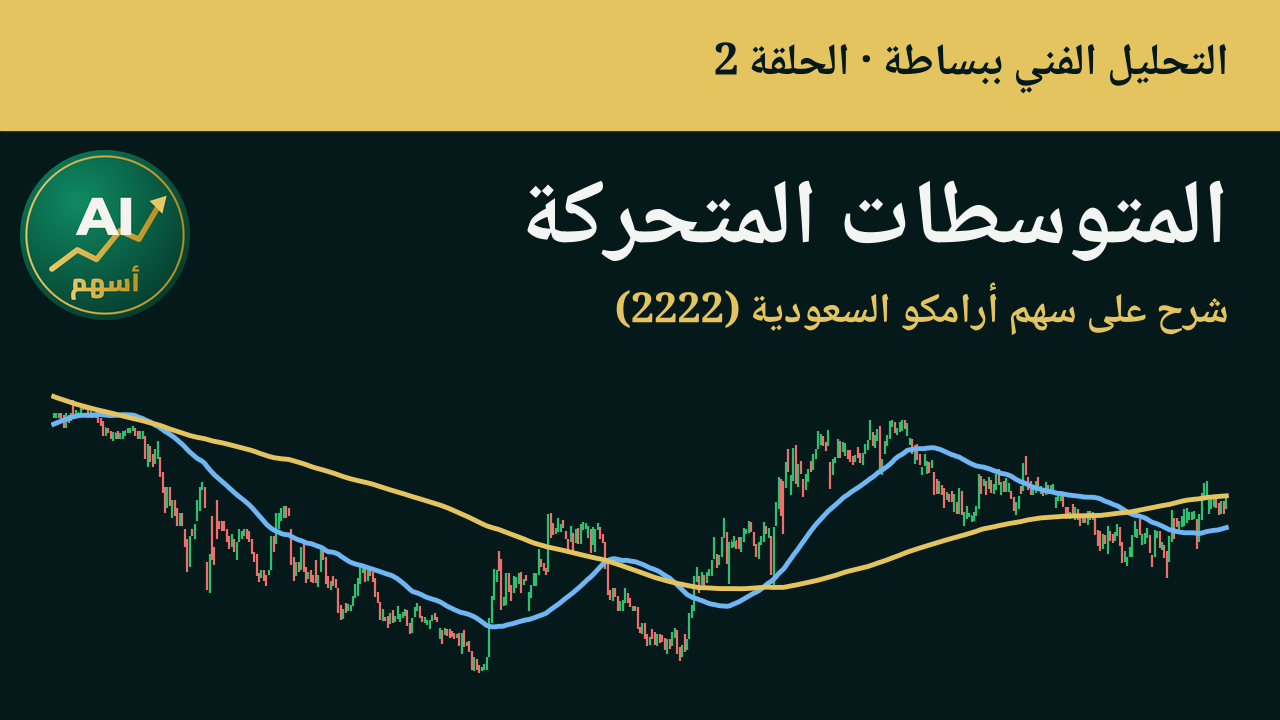 التحليل الفني ببساطة · الحلقة 2
المتوسطات المتحركة
شرح على سهم أرامكو السعودية (2222)
AI
أسهم